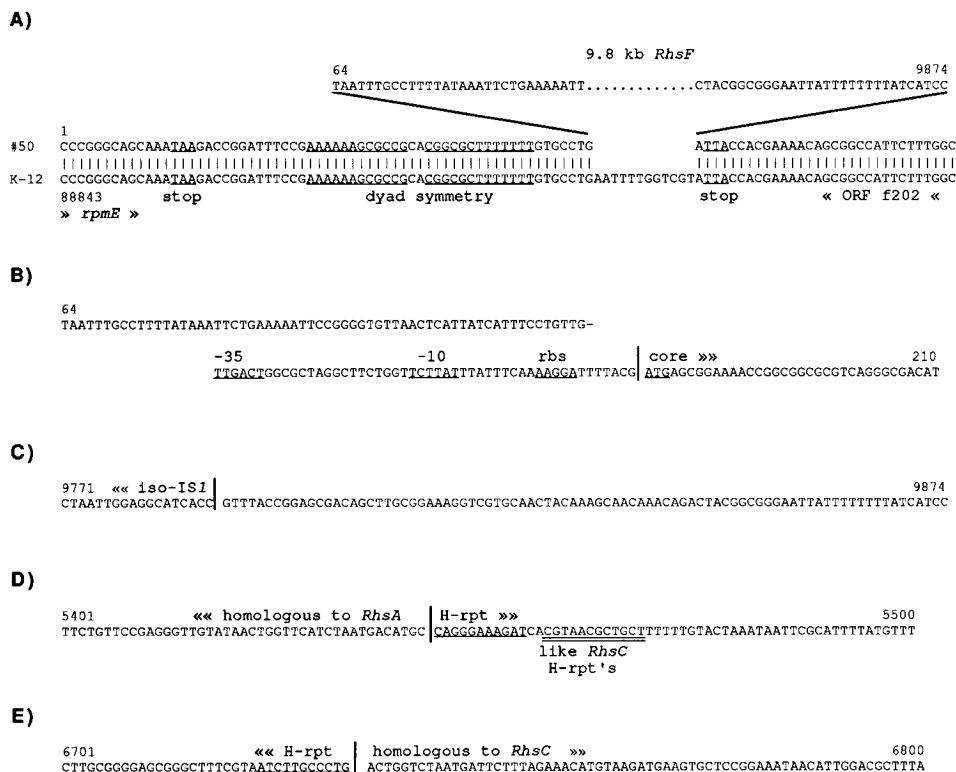 A)
9.8 kb RhsF
64 9874
TAATTTGCCTTTTATAAATTCTGAAAAATT.............CTACGGCGGGAATTATTTTTTTATCATCC
1
#50 CCCGGGCAGCAAATAAGACCGGATTTCCGAAAAAAGCGCCGCACGGCGCTTTTTTTGTGCCTG ATTACCACGAAAACAGCGGCCATTCTTTGGC
K-12 CCCGGGCAGCAAATAAGACCGGATTTCCGAAAAAAGCGCCGCACGGCGCTTTTTTTGTGCCTGAATTTTGGTCGTATTACCACGAAAACAGCGGCCATTCTTTGGC
88843 stop dyad symmetry stop « ORF f202 «
» rpmE »
B)
64
TAATTTGCCTTTTATAAATTCTGAAAAATTCCGGGGTGTTAACTCATTATCATTTCCTGTTG-
-35 -10 rbs core »» 210
TTGACTGGCGCTAGGCTTCTGGTTCTTATTTATTTCAAAAGGATTTTACG ATGAGCGGAAAACCGGCGGCGCGTCAGGGCGACAT
C)
9771 «« iso-IS1 9874
CTAATTGGAGGCATCACC GTTTACCGGAGCGACAGCTTGCGGAAAGGTCGTGCAACTACAAAGCAACAAACAGACTACGGCGGGAATTATTTTTTTATCATCC
D)
5401 «« homologous to RhsA H-rpt »» 5500
TTCTGTTCCGAGGGTTGTATAACTGGTTCATCTAATGACATGC CAGGGAAAGATCACGTAACGCTGCTTTTTTGTACTAAATAATTCGCATTTTATGTTT
like RhsC
H-rpt's
E)
6701 «« H-rpt homologous to RhsC »» 6800
CTTGCGGGGAGCGGGCTTTCGTAATCTTGCCCTG ACTGGTCTAATGATTCTTTAGAAACATGTAAGATGAAGTGCTCCGGAAATAACATTGGACGCTTTA